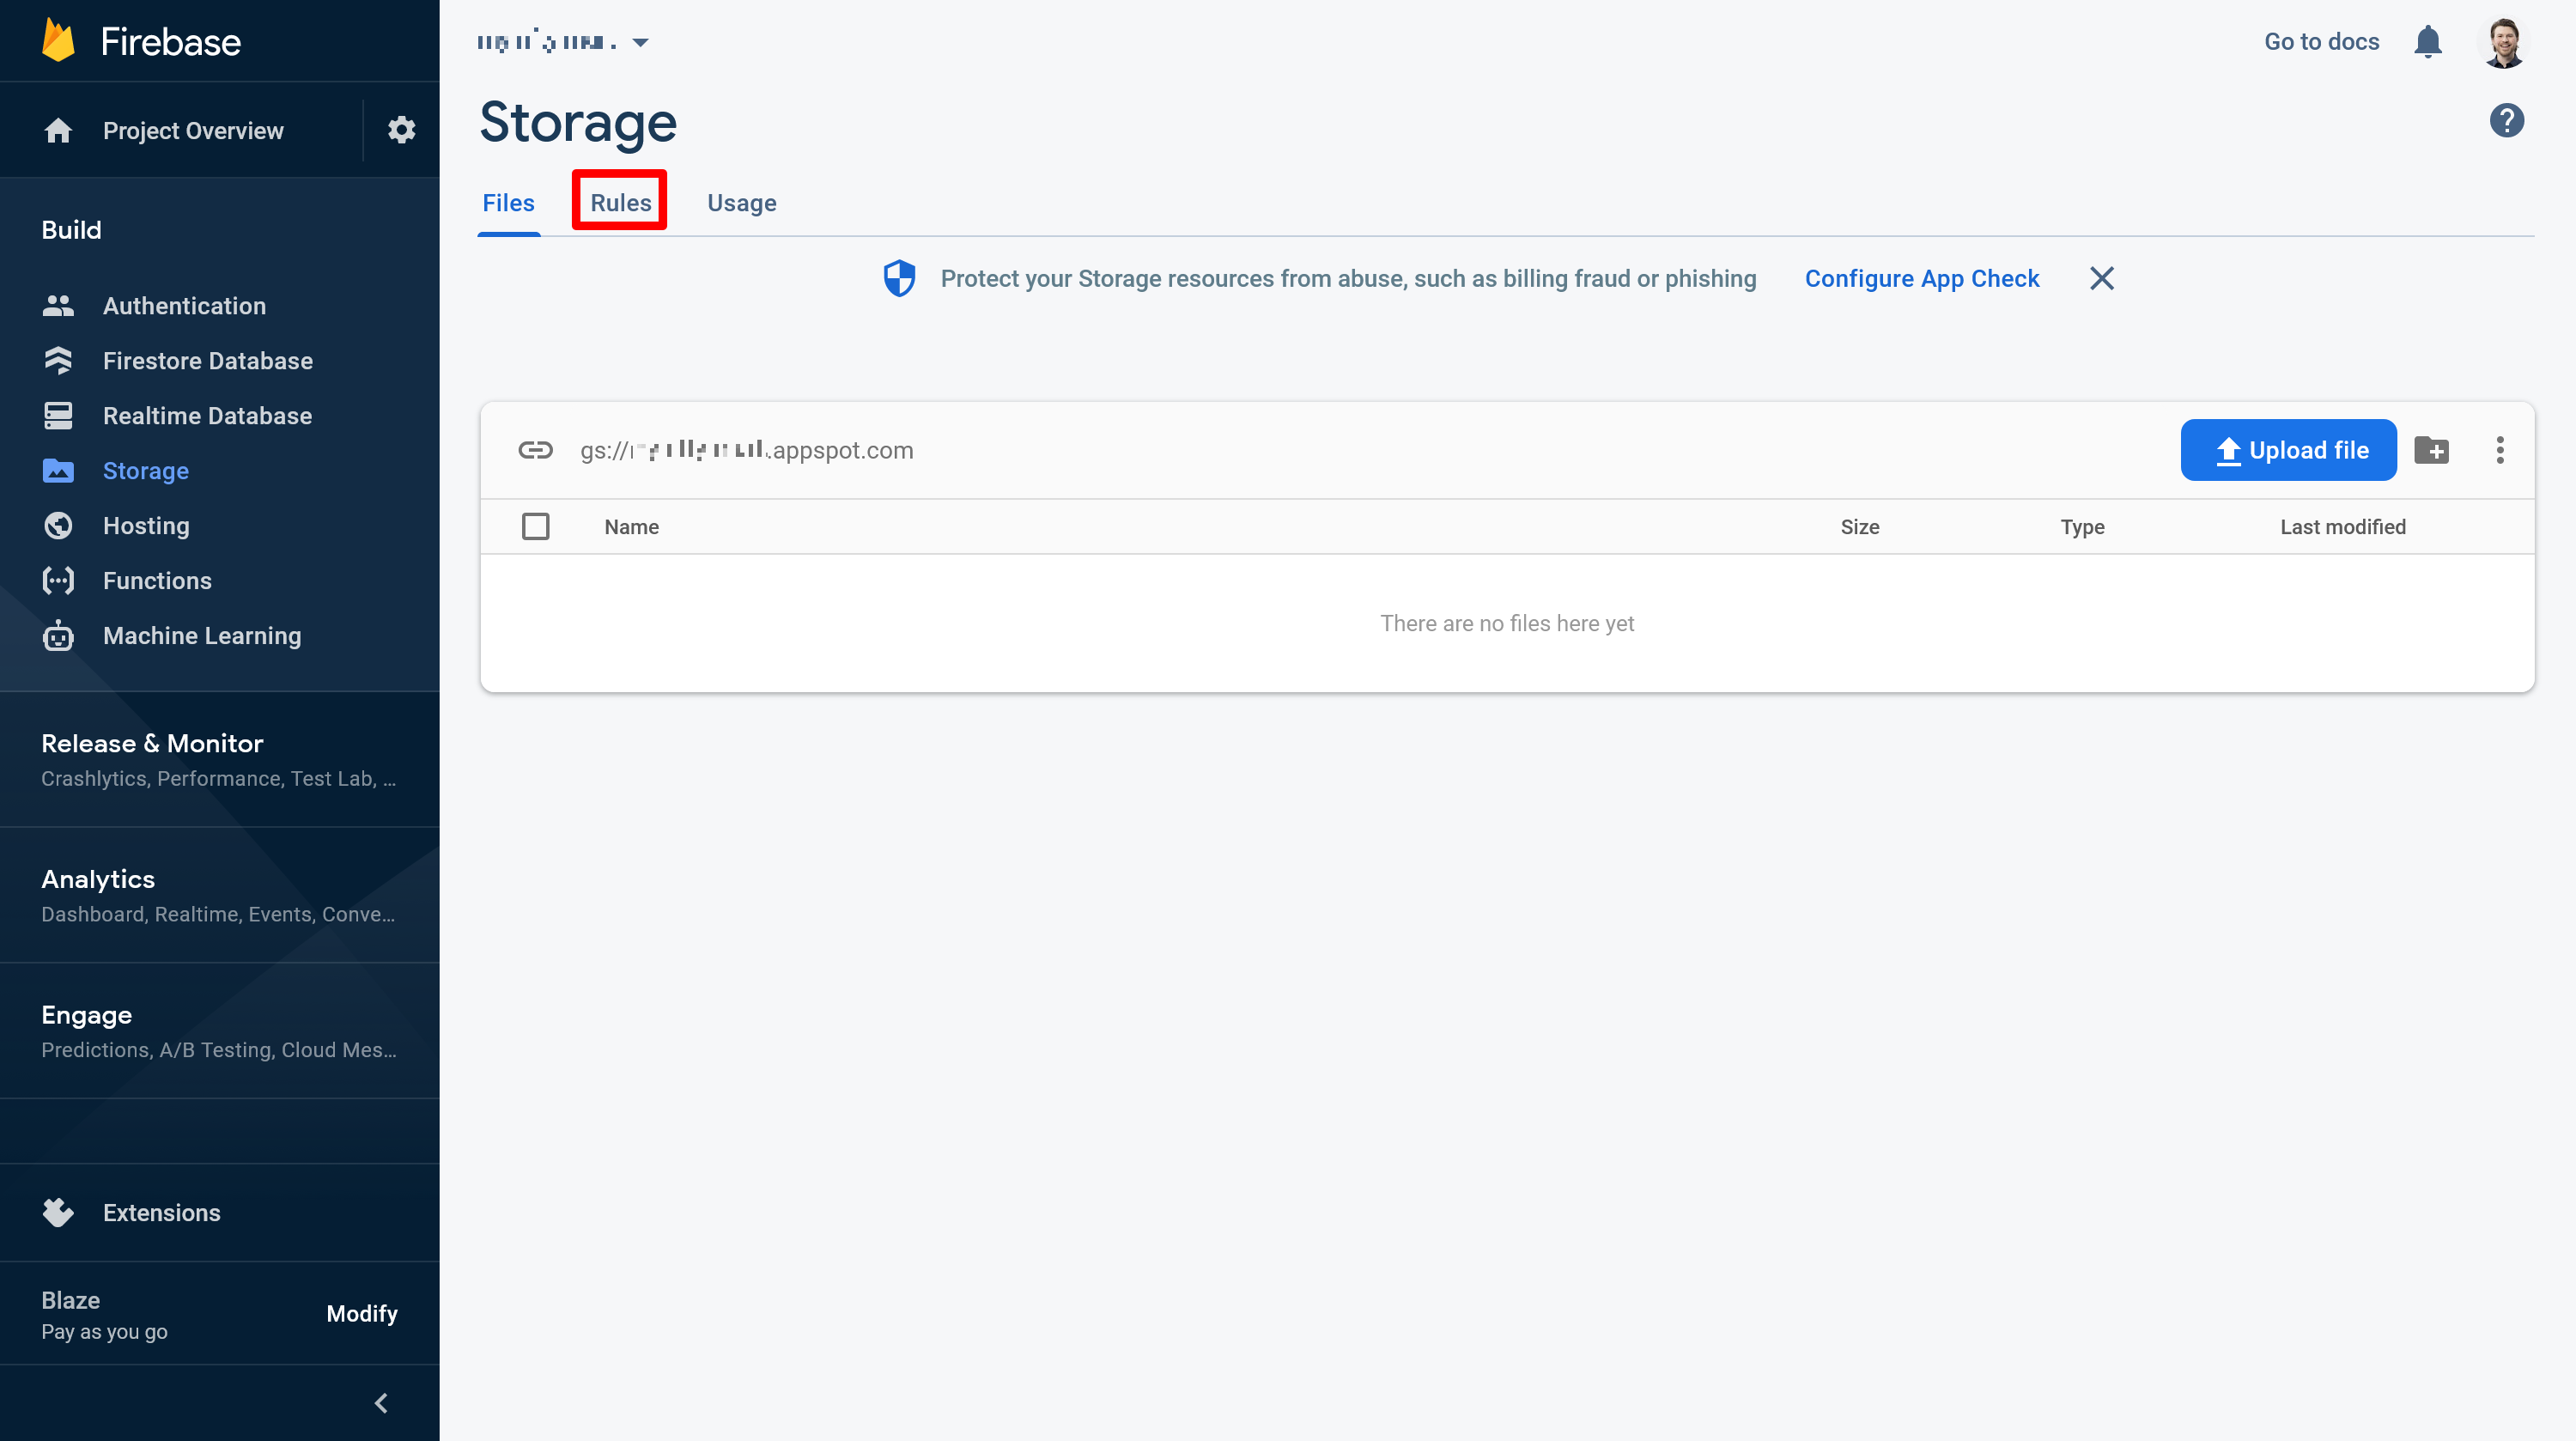 Firebase
Go to docs
Project Overview
Storage
Files Rules Usage
Build
Protect your Storage resources from abuse, such as billing fraud or phishing Configure App Check
Authentication
Firestore Database
Realtime Database
Storage
Hosting
Functions
Machine Learning
gs:// .appspot.com
Upload file
Name Size Type Last modified
There are no files here yet
Release & Monitor
Crashlytics, Performance, Test Lab, ...
Analytics
Dashboard, Realtime, Events, Conve...
Engage
Predictions, A/B Testing, Cloud Mes...
Extensions
Blaze
Pay as you go
Modify